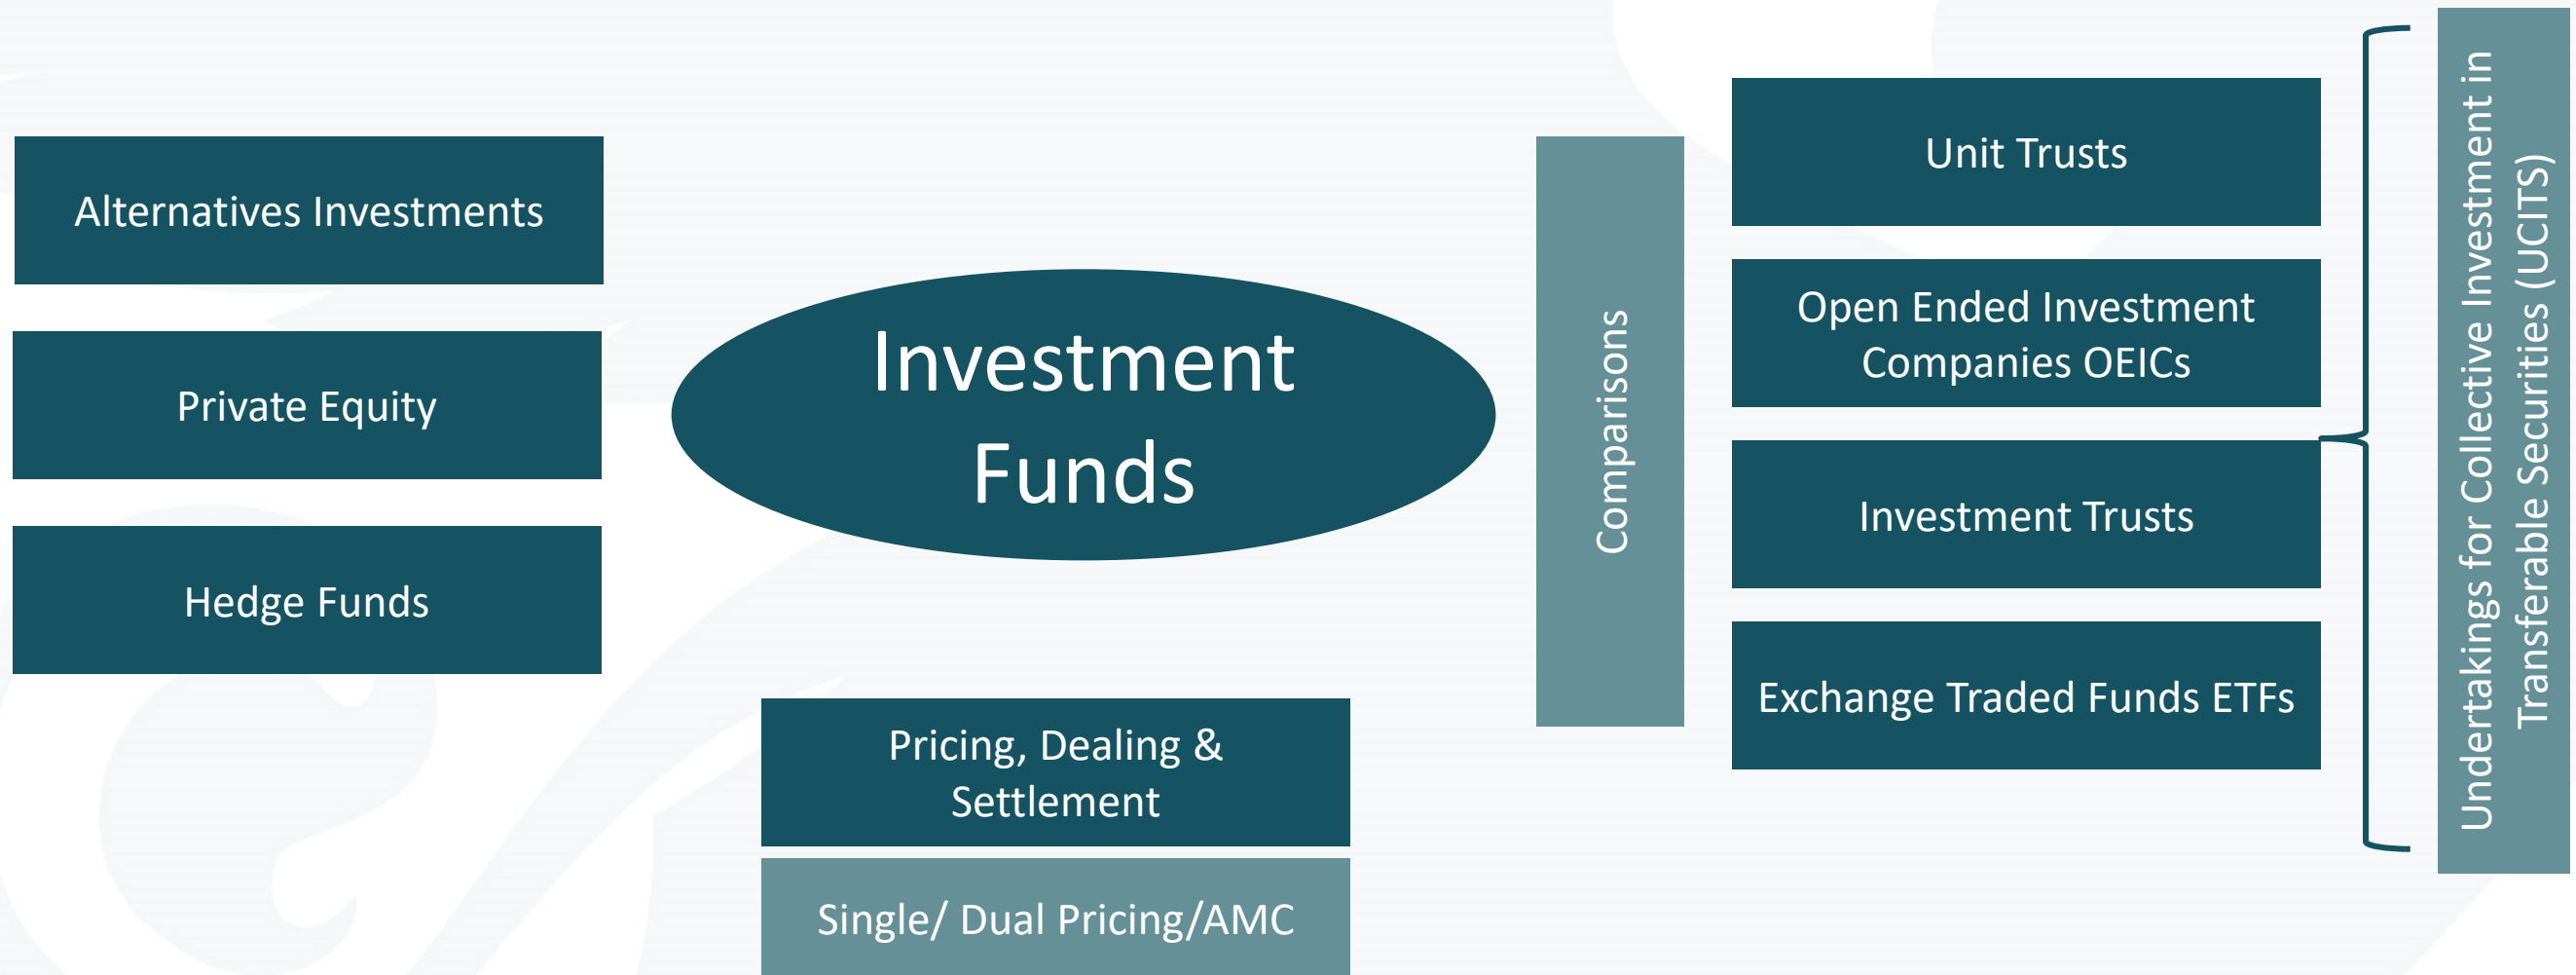 Alternatives Investments
Private Equity
Hedge Funds
Investment
Funds
Pricing, Dealing &
Settlement
Single/ Dual Pricing/AMC
Comparisons
Unit Trusts
Open Ended Investment
Companies OEICs
Investment Trusts
Exchange Traded Funds ETFs
Undertakings for Collective Investment in
Transferable Securities (UCITS)